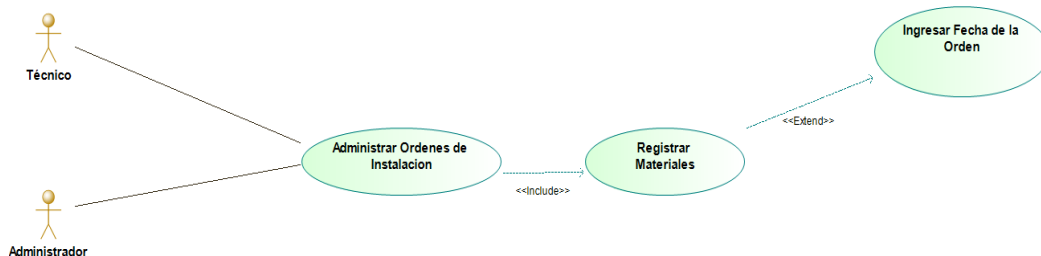 Técnico
Administrador
Administrar Ordenes de
Instalacion
<<Include>>
Registrar
Materiales
<<Extend>>
Ingresar Fecha de la
Orden